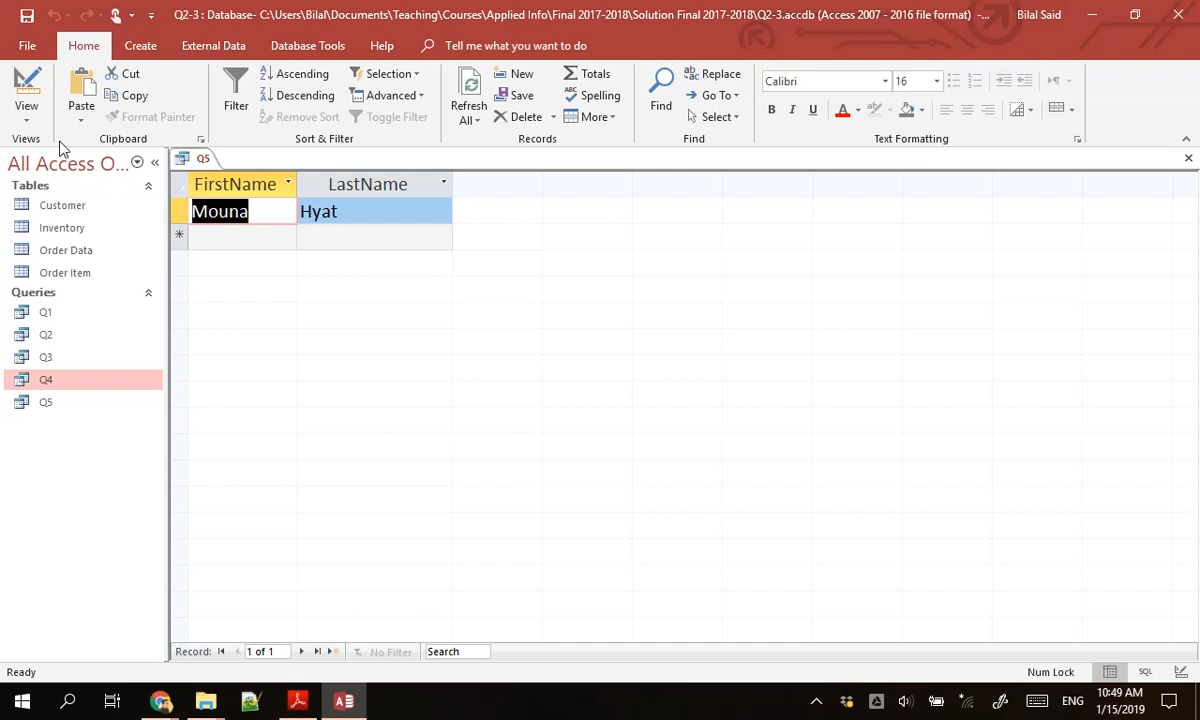 Q2-3 : Database- C:\Users\Bilal\Documents\Teaching\Courses\Applied Info\Final 2017-2018\Solution Final 2017-2018\Q2-3.accdb (Access 2007 - 2016 file format) -... Bilal Said
File Home Create External Data Database Tools Help Tell me what you want to do
View
Views
Paste
Cut
Copy
Format Painter
Clipboard
Filter
Ascending
Descending
Remove Sort
Selection
Advanced
Toggle Filter
Sort & Filter
Refresh
All
New
Save
Delete
Totals
Spelling
More
Records
Find
Replace
Go To
Select
Find
Calibri 16
B I U A
Text Formatting
All Access O...
Tables
Customer
Inventory
Order Data
Order Item
Queries
Q1
Q2
Q3
Q4
Q5
Q5
FirstName LastName
Mouna Hyat
Record: 1 of 1 No Filter Search
Ready Num Lock SQL
ENG 10:49 AM
1/15/2019